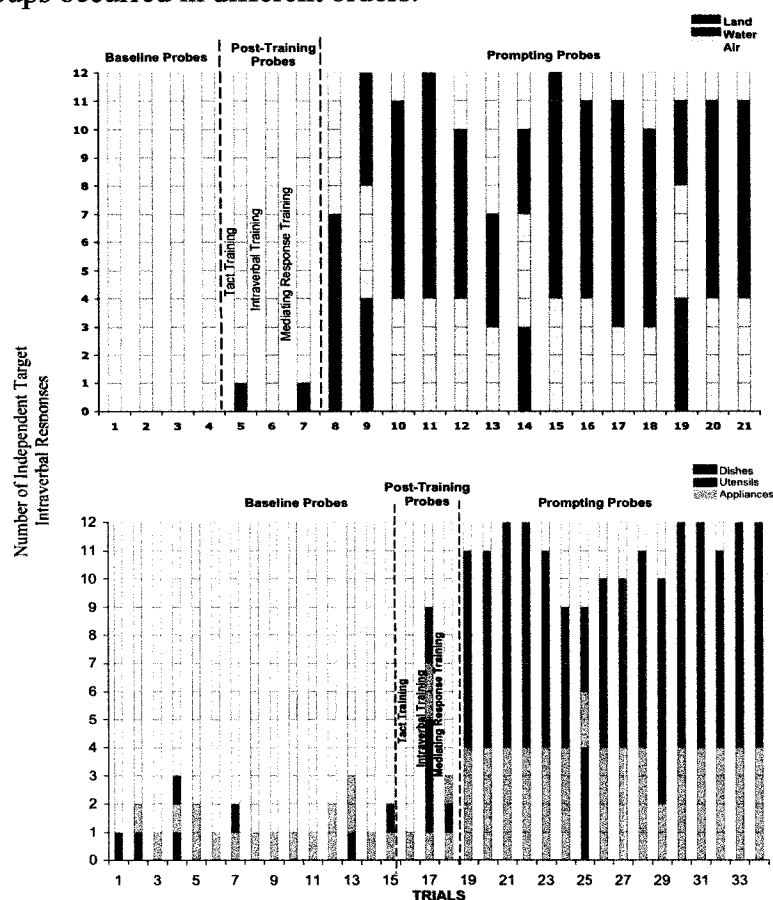 oups occurred in different orders.
Land
Water
Air
Baseline Probes
Post-Training
Probes
Prompting Probes
12
11
10
9
8
7
6
5
4
3
2
1
0
Tact Training
Intraverbal Training
Mediating Response Training
1 2 3 4 5 6 7 8 9 10 11 12 13 14 15 16 17 18 19 20 21
Number of Independent Target
Intraverbal Responses
Dishes
Utensils
Appliances
Baseline Probes
Post-Training
Probes
Prompting Probes
12
11
10
9
8
7
6
5
4
3
2
1
0
Tact Training
Intraverbal Training
Mediating Response Training
1 3 5 7 9 11 13 15 17 19 21 23 25 27 29 31 33
TRIALS